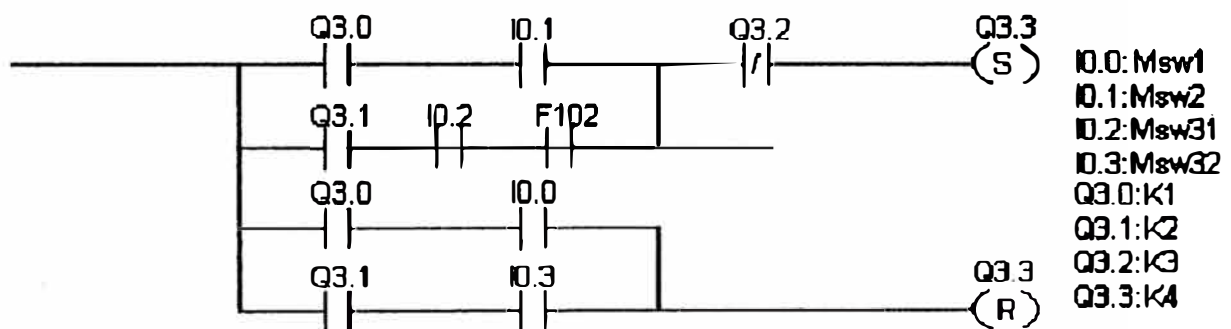 Q3.0 I0.1 Q3.2 Q3.3
/ (S)
Q3.1 I0.2 F102
Q3.0 I0.0
Q3.1 I0.3 Q3.3
(R)
I0.0:Msw1
I0.1:Msw2
I0.2:Msw31
I0.3:Msw32
Q3.0:K1
Q3.1:K2
Q3.2:K3
Q3.3:K4